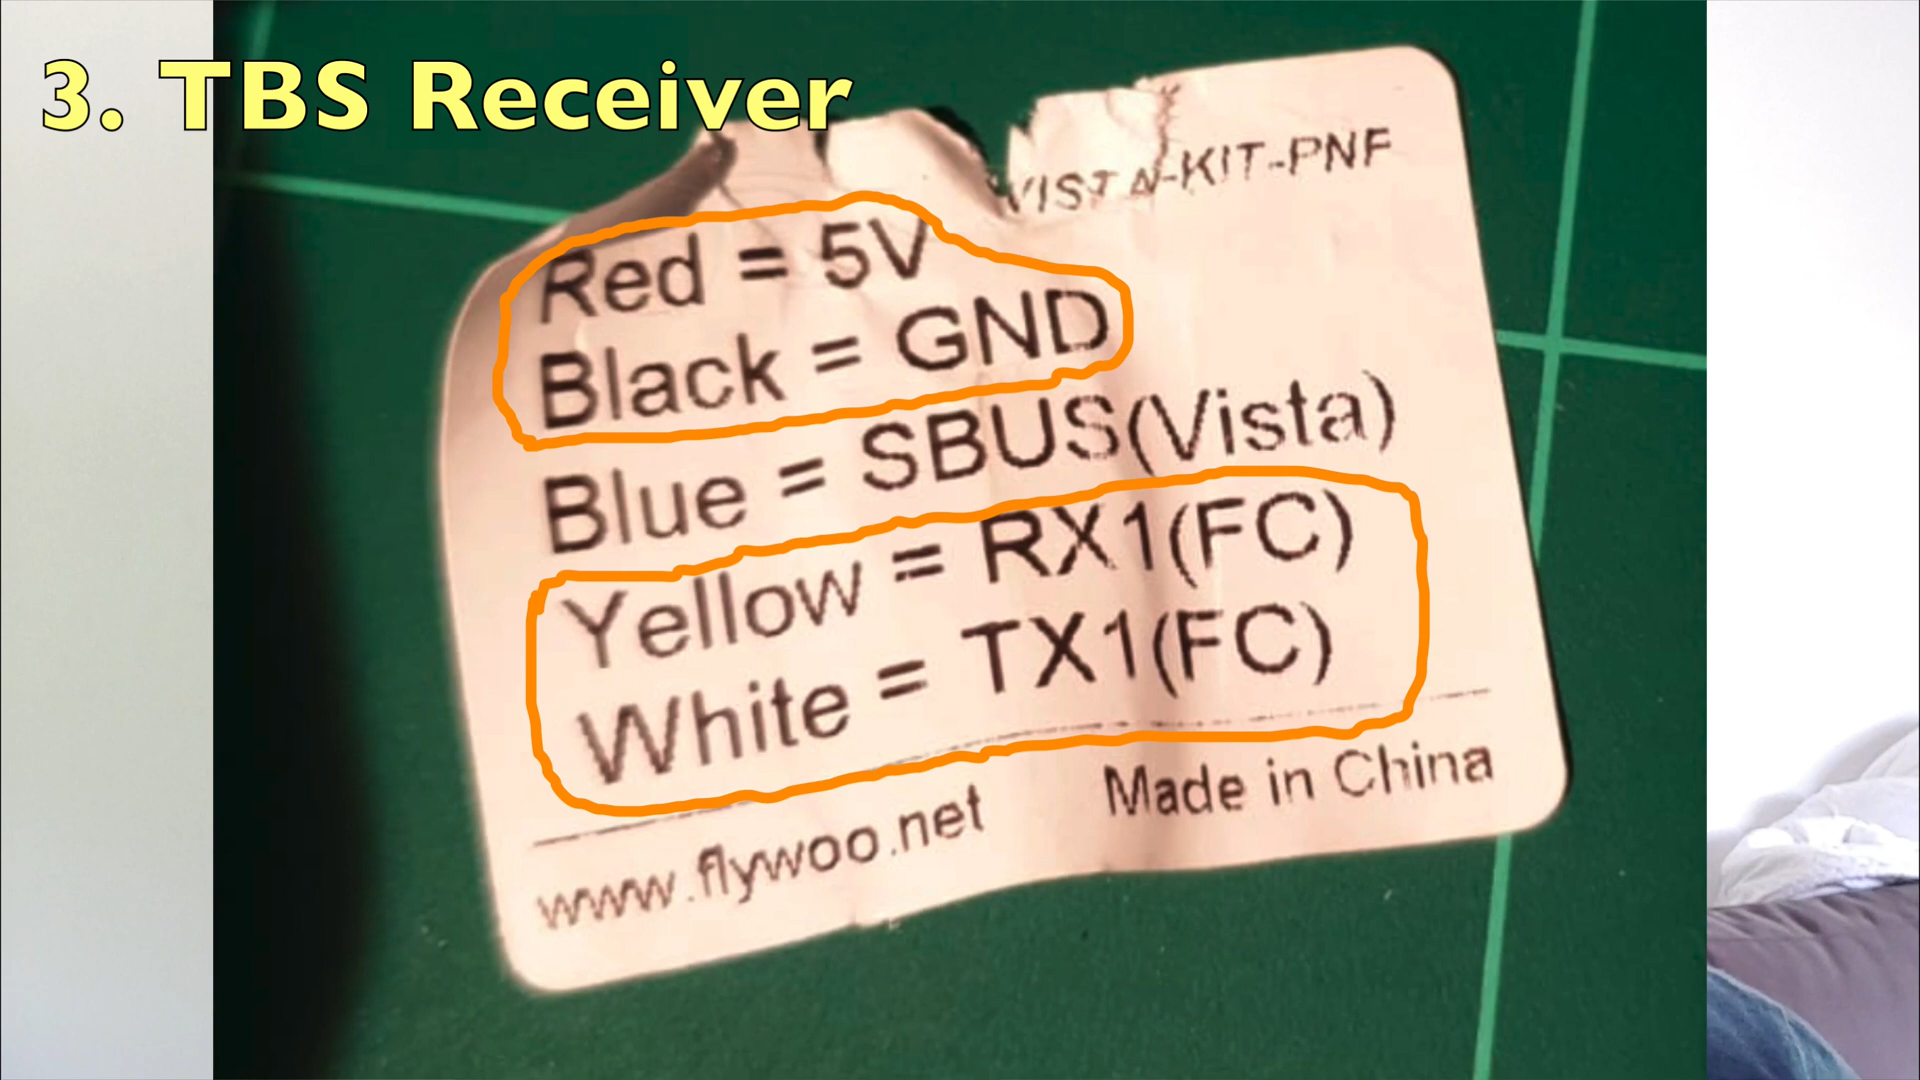 3. TBS Receiver
VISTA-KIT-PNF
Red = 5V
Black = GND
Blue = SBUS(Vista)
Yellow = RX1(FC)
White = TX1(FC)
www.flywoo.net
Made in China